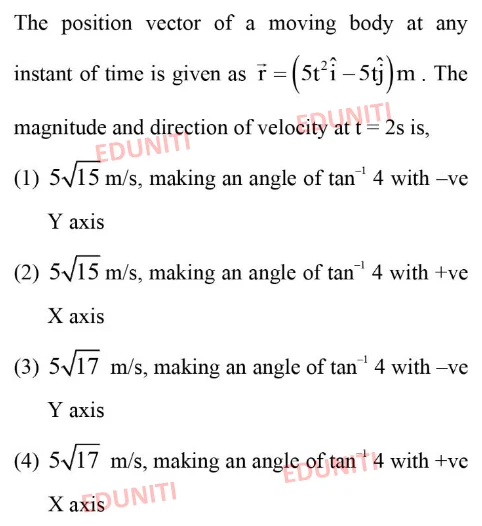 The position vector of a moving body at any
instant of time is given as r⃗ = (5t²î − 5tĵ) m . The
magnitude and direction of velocity at t = 2s is,
EDUNITI
EDUNITI
(1) 5√15 m/s, making an angle of tan⁻¹ 4 with –ve
Y axis
(2) 5√15 m/s, making an angle of tan⁻¹ 4 with +ve
X axis
(3) 5√17 m/s, making an angle of tan⁻¹ 4 with –ve
Y axis
(4) 5√17 m/s, making an angle of tan⁻¹ 4 with +ve
EDUNITI
X axis
EDUNITI